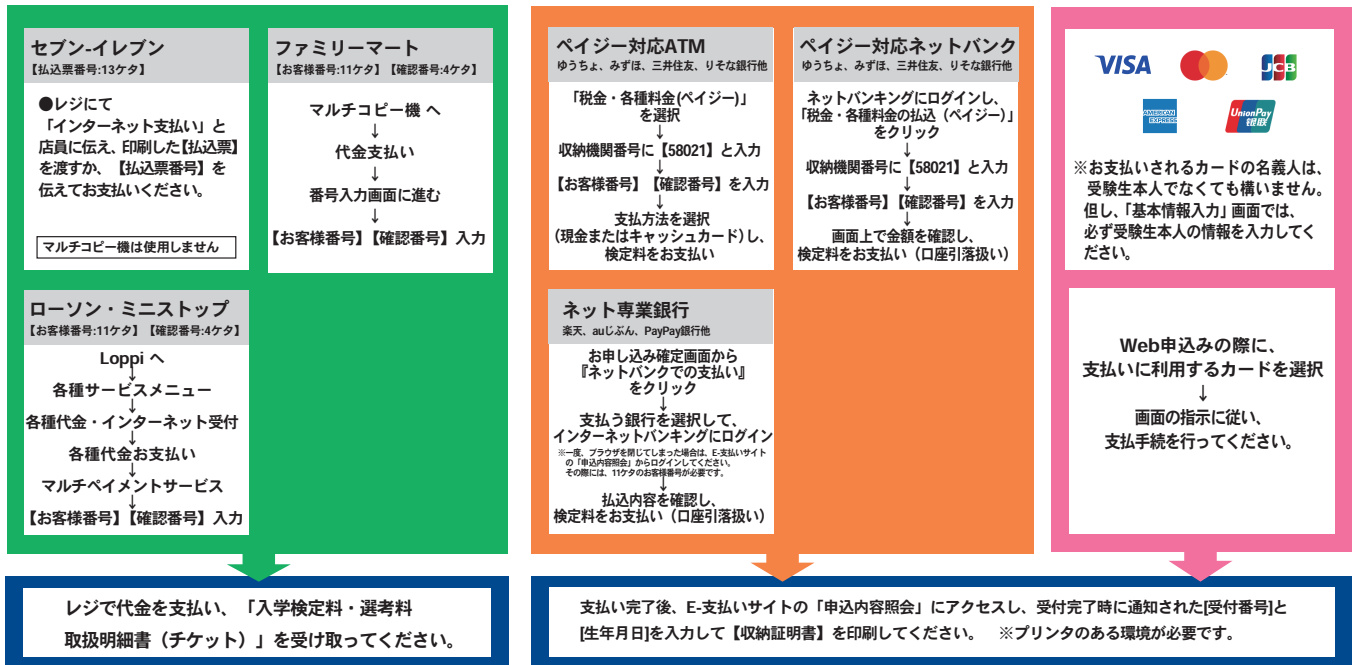 セブン-イレブン
【払込票番号:13ケタ】
●レジにて
「インターネット支払い」と
店員に伝え、印刷した【払込票】
を渡すか、【払込票番号】を
伝えてお支払いください。
マルチコピー機は使用しません
ファミリーマート
【お客様番号:11ケタ】【確認番号:4ケタ】
マルチコピー機 へ
↓
代金支払い
↓
番号入力画面に進む
↓
【お客様番号】【確認番号】入力
ローソン・ミニストップ
【お客様番号:11ケタ】【確認番号:4ケタ】
Loppi へ
↓
各種サービスメニュー
↓
各種代金・インターネット受付
↓
各種代金お支払い
↓
マルチペイメントサービス
↓
【お客様番号】【確認番号】入力
レジで代金を支払い、「入学検定料・選考料
取扱明細書（チケット）」を受け取ってください。
ペイジー対応ATM
ゆうちょ、みずほ、三井住友、りそな銀行他
「税金・各種料金(ペイジー)」
を選択
↓
収納機関番号に【58021】と入力
↓
【お客様番号】【確認番号】を入力
↓
支払方法を選択
(現金またはキャッシュカード)し、
検定料をお支払い
ペイジー対応ネットバンク
ゆうちょ、みずほ、三井住友、りそな銀行他
ネットバンキングにログインし、
「税金・各種料金の払込（ペイジー）」
をクリック
↓
収納機関番号に【58021】と入力
↓
【お客様番号】【確認番号】を入力
↓
画面上で金額を確認し、
検定料をお支払い（口座引落扱い）
ネット専業銀行
楽天、auじぶん、PayPay銀行他
お申し込み確定画面から
『ネットバンクでの支払い』
をクリック
↓
支払う銀行を選択して、
インターネットバンキングにログイン
※一度、ブラウザを閉じてしまった場合は、E-支払いサイト
の「申込内容照会」からログインしてください。
その際には、11ケタのお客様番号が必要です。
↓
払込内容を確認し、
検定料をお支払い（口座引落扱い）
VISA
JCB
AMERICAN
EXPRESS
UnionPay
银联
※お支払いされるカードの名義人は、
受験生本人でなくても構いません。
但し、「基本情報入力」画面では、
必ず受験生本人の情報を入力してく
ださい。
Web申込みの際に、
支払いに利用するカードを選択
↓
画面の指示に従い、
支払手続を行ってください。
支払い完了後、E-支払いサイトの「申込内容照会」にアクセスし、受付完了時に通知された[受付番号]と
[生年月日]を入力して【収納証明書】を印刷してください。 ※プリンタのある環境が必要です。